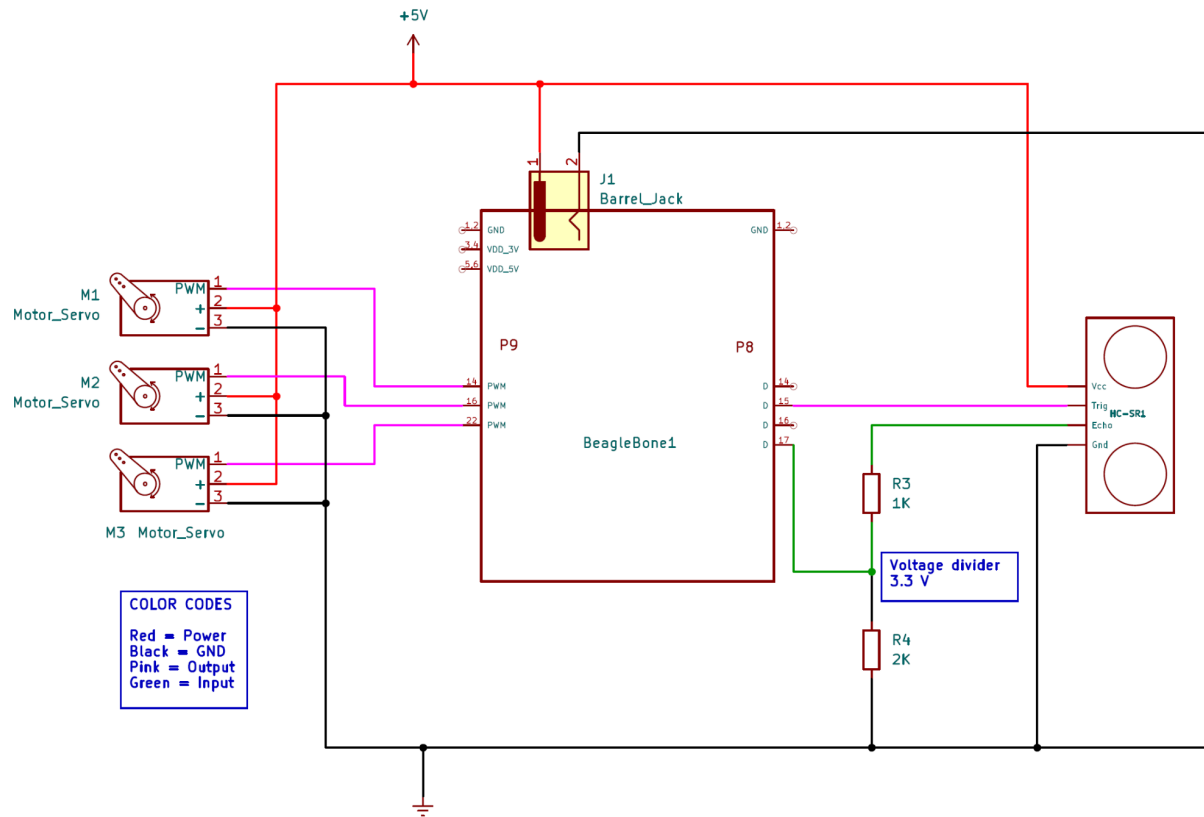 +5V
1
2
J1
Barrel_Jack
1,2
GND
3,4
VDD_3V
5,6
VDD_5V
GND
1,2
M1
Motor_Servo
PWM
+
-
1
2
3
M2
Motor_Servo
PWM
+
-
1
2
3
M3 Motor_Servo
PWM
+
-
1
2
3
P9
P8
14
PWM
16
PWM
22
PWM
D
14
D
15
D
16
D
17
BeagleBone1
Vcc
Trig
Echo
Gnd
HC-SR1
R3
1K
Voltage divider
3.3 V
R4
2K
COLOR CODES
Red = Power
Black = GND
Pink = Output
Green = Input